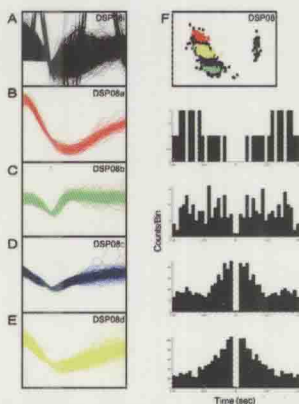 A
DSP08
B
DSP08a
C
DSP08b
D
DSP08c
E
DSP08d
F
DSP08
Counts/Bin
Time (sec)